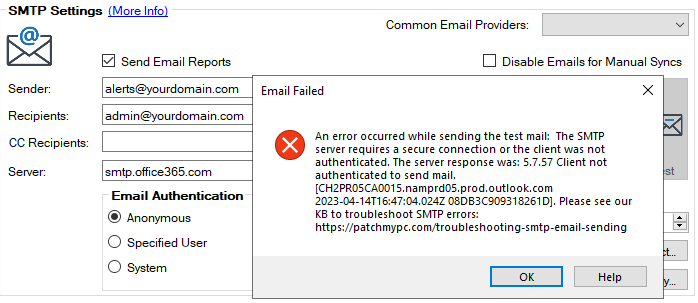 SMTP Settings (More Info)
Common Email Providers:
Send Email Reports
Disable Emails for Manual Syncs
Sender: alerts@yourdomain.com
Recipients: admin@yourdomain.com
CC Recipients:
Server: smtp.office365.com
Email Authentication
Anonymous
Specified User
System
Email Failed
An error occurred while sending the test mail: The SMTP
server requires a secure connection or the client was
not authenticated. The server response was: 5.7.57 Client not
authenticated to send mail.
[CH2PR05CA0015.namprd05.prod.outlook.com
2023-04-14T16:47:04.024Z 08DB3C909318261D]. Please see our
KB to troubleshoot SMTP errors:
https://patchmypc.com/troubleshooting-smtp-email-sending
OK
Help